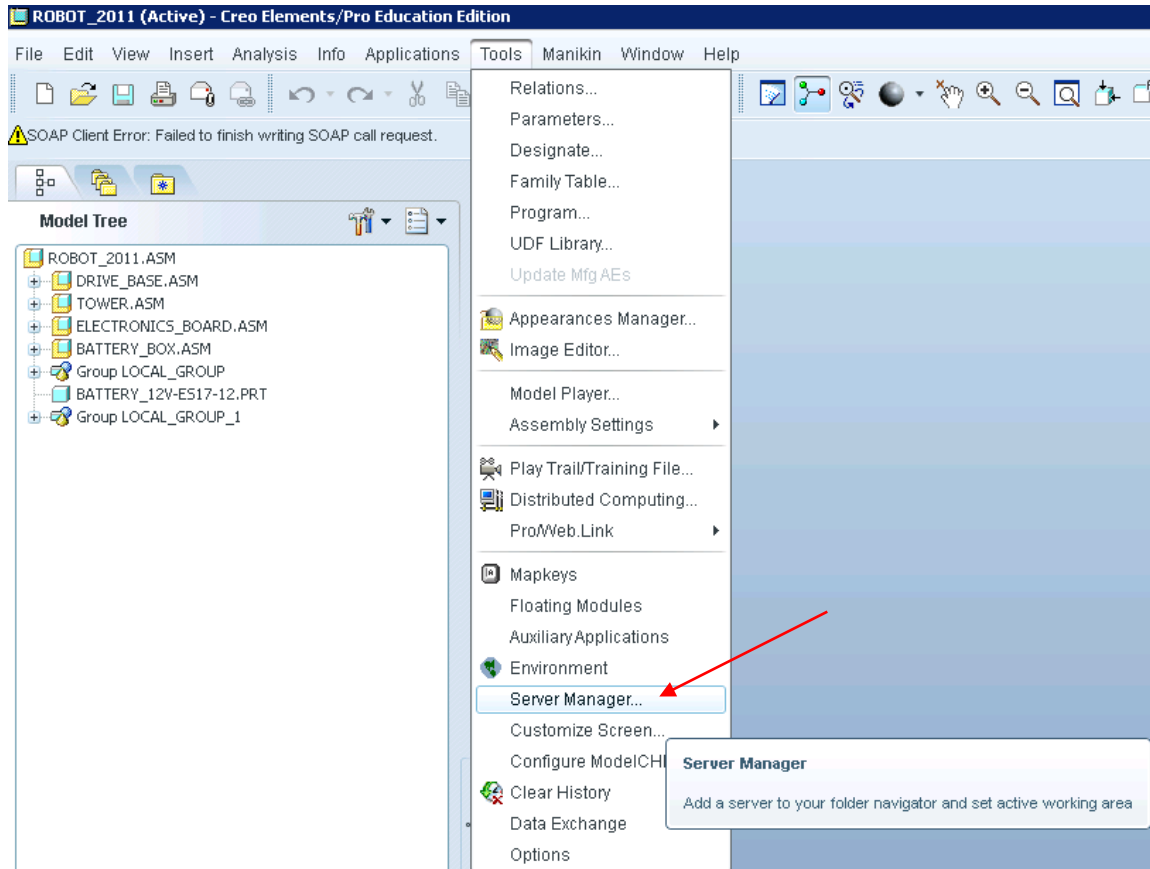 ROBOT_2011 (Active) - Creo Elements/Pro Education Edition
File Edit View Insert Analysis Info Applications Tools Manikin Window Help
SOAP Client Error: Failed to finish writing SOAP call request.
Model Tree
ROBOT_2011.ASM
DRIVE_BASE.ASM
TOWER.ASM
ELECTRONICS_BOARD.ASM
BATTERY_BOX.ASM
Group LOCAL_GROUP
BATTERY_12V-ES17-12.PRT
Group LOCAL_GROUP_1
Relations...
Parameters...
Designate...
Family Table...
Program...
UDF Library...
Update Mfg AEs
Appearances Manager...
Image Editor...
Model Player...
Assembly Settings
Play Trail/Training File...
Distributed Computing...
Pro/Web.Link
Mapkeys
Floating Modules
Auxiliary Applications
Environment
Server Manager...
Customize Screen...
Configure ModelCH
Clear History
Data Exchange
Options
Server Manager
Add a server to your folder navigator and set active working area